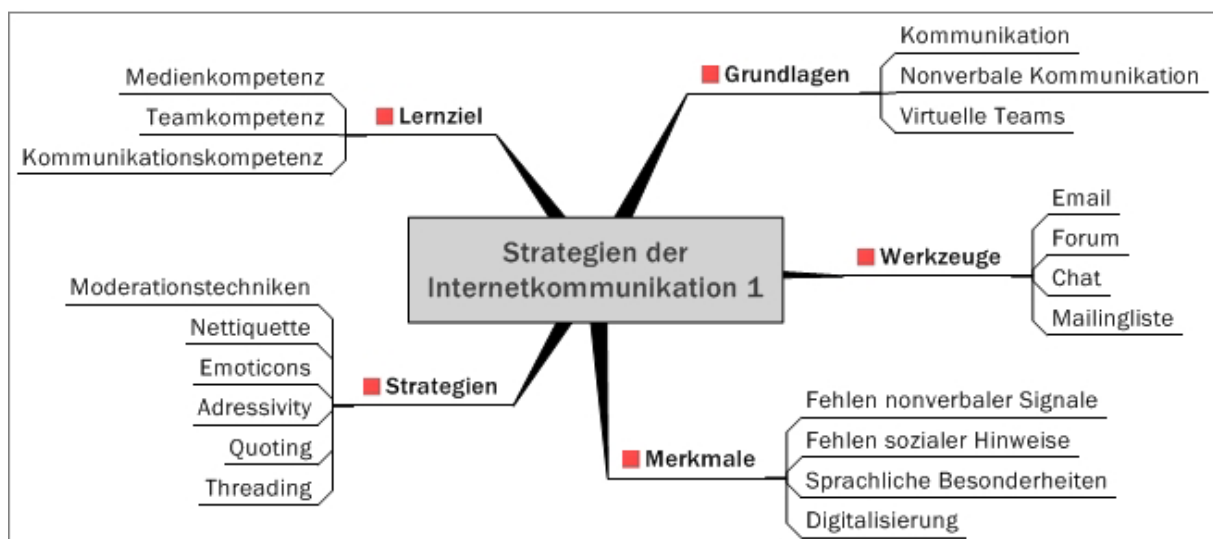 Strategien der
Internetkommunikation 1
Lernziel
Medienkompetenz
Teamkompetenz
Kommunikationskompetenz
Grundlagen
Kommunikation
Nonverbale Kommunikation
Virtuelle Teams
Werkzeuge
Email
Forum
Chat
Mailingliste
Merkmale
Fehlen nonverbaler Signale
Fehlen sozialer Hinweise
Sprachliche Besonderheiten
Digitalisierung
Strategien
Moderationstechniken
Nettiquette
Emoticons
Adressivity
Quoting
Threading